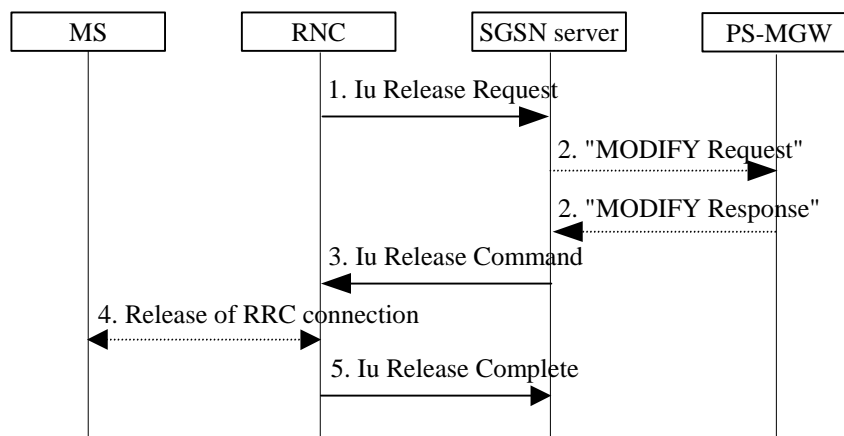 MS
RNC
SGSN server
PS-MGW
1. Iu Release Request
2. "MODIFY Request"
2. "MODIFY Response"
3. Iu Release Command
4. Release of RRC connection
5. Iu Release Complete